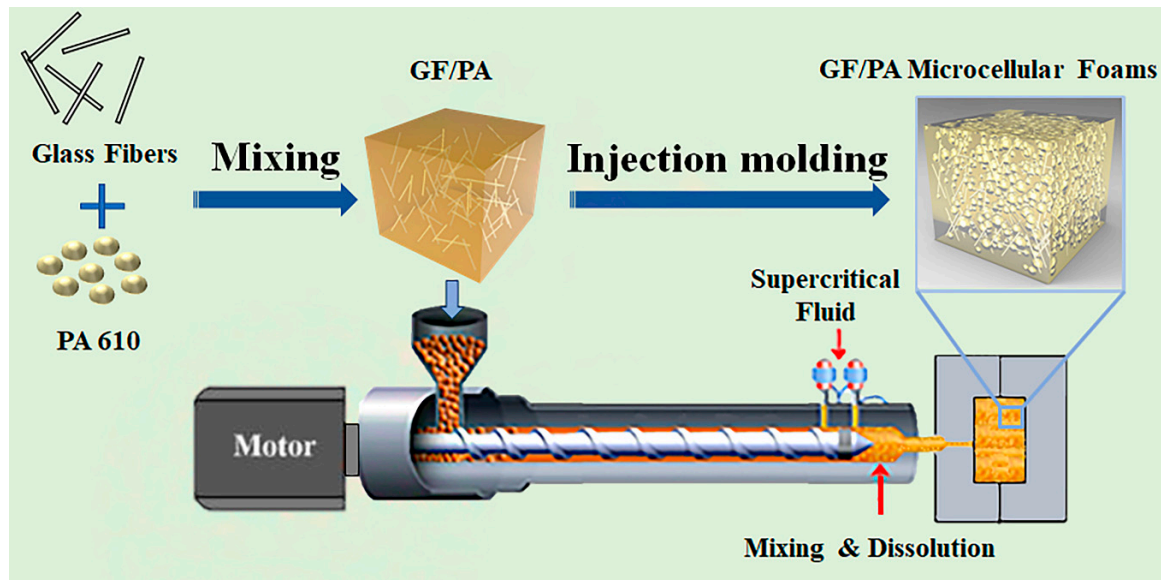 Glass Fibers
PA 610
Mixing
GF/PA
Injection molding
GF/PA Microcellular Foams
Supercritical
Fluid
Motor
Mixing & Dissolution